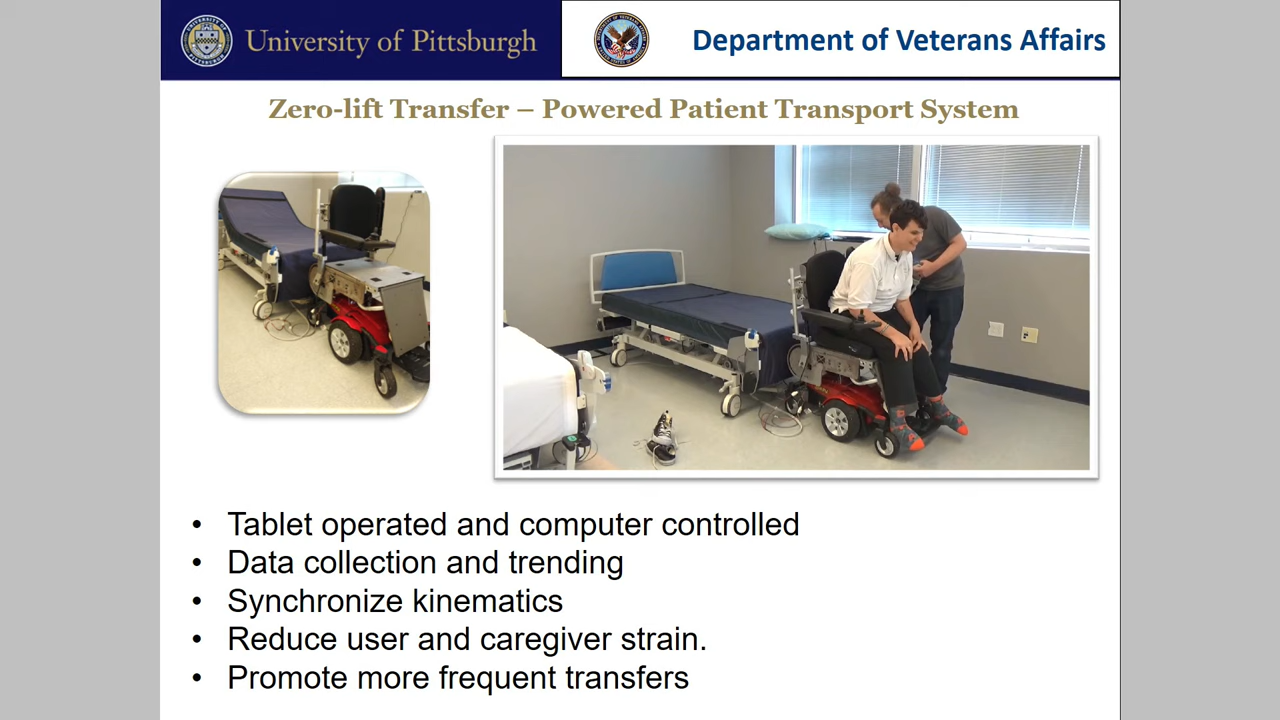 University of Pittsburgh
Department of Veterans Affairs
Zero-lift Transfer – Powered Patient Transport System
• Tablet operated and computer controlled
• Data collection and trending
• Synchronize kinematics
• Reduce user and caregiver strain.
• Promote more frequent transfers